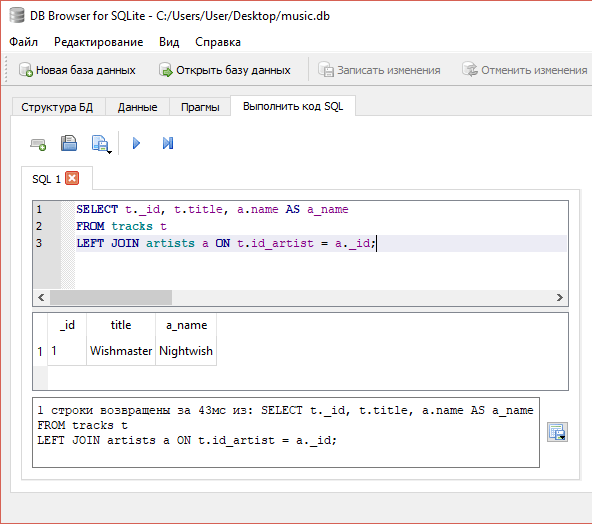 DB Browser for SQLite - C:/Users/User/Desktop/music.db
Файл Редактирование Вид Справка
Новая база данных Открыть базу данных Записать изменения Отменить изменения
Структура БД Данные Прагмы Выполнить код SQL
SQL 1
1 SELECT t._id, t.title, a.name AS a_name
2 FROM tracks t
3 LEFT JOIN artists a ON t.id_artist = a._id;
_id title a_name
1 1 Wishmaster Nightwish
1 строки возвращены за 43мс из: SELECT t._id, t.title, a.name AS a_name
FROM tracks t
LEFT JOIN artists a ON t.id_artist = a._id;